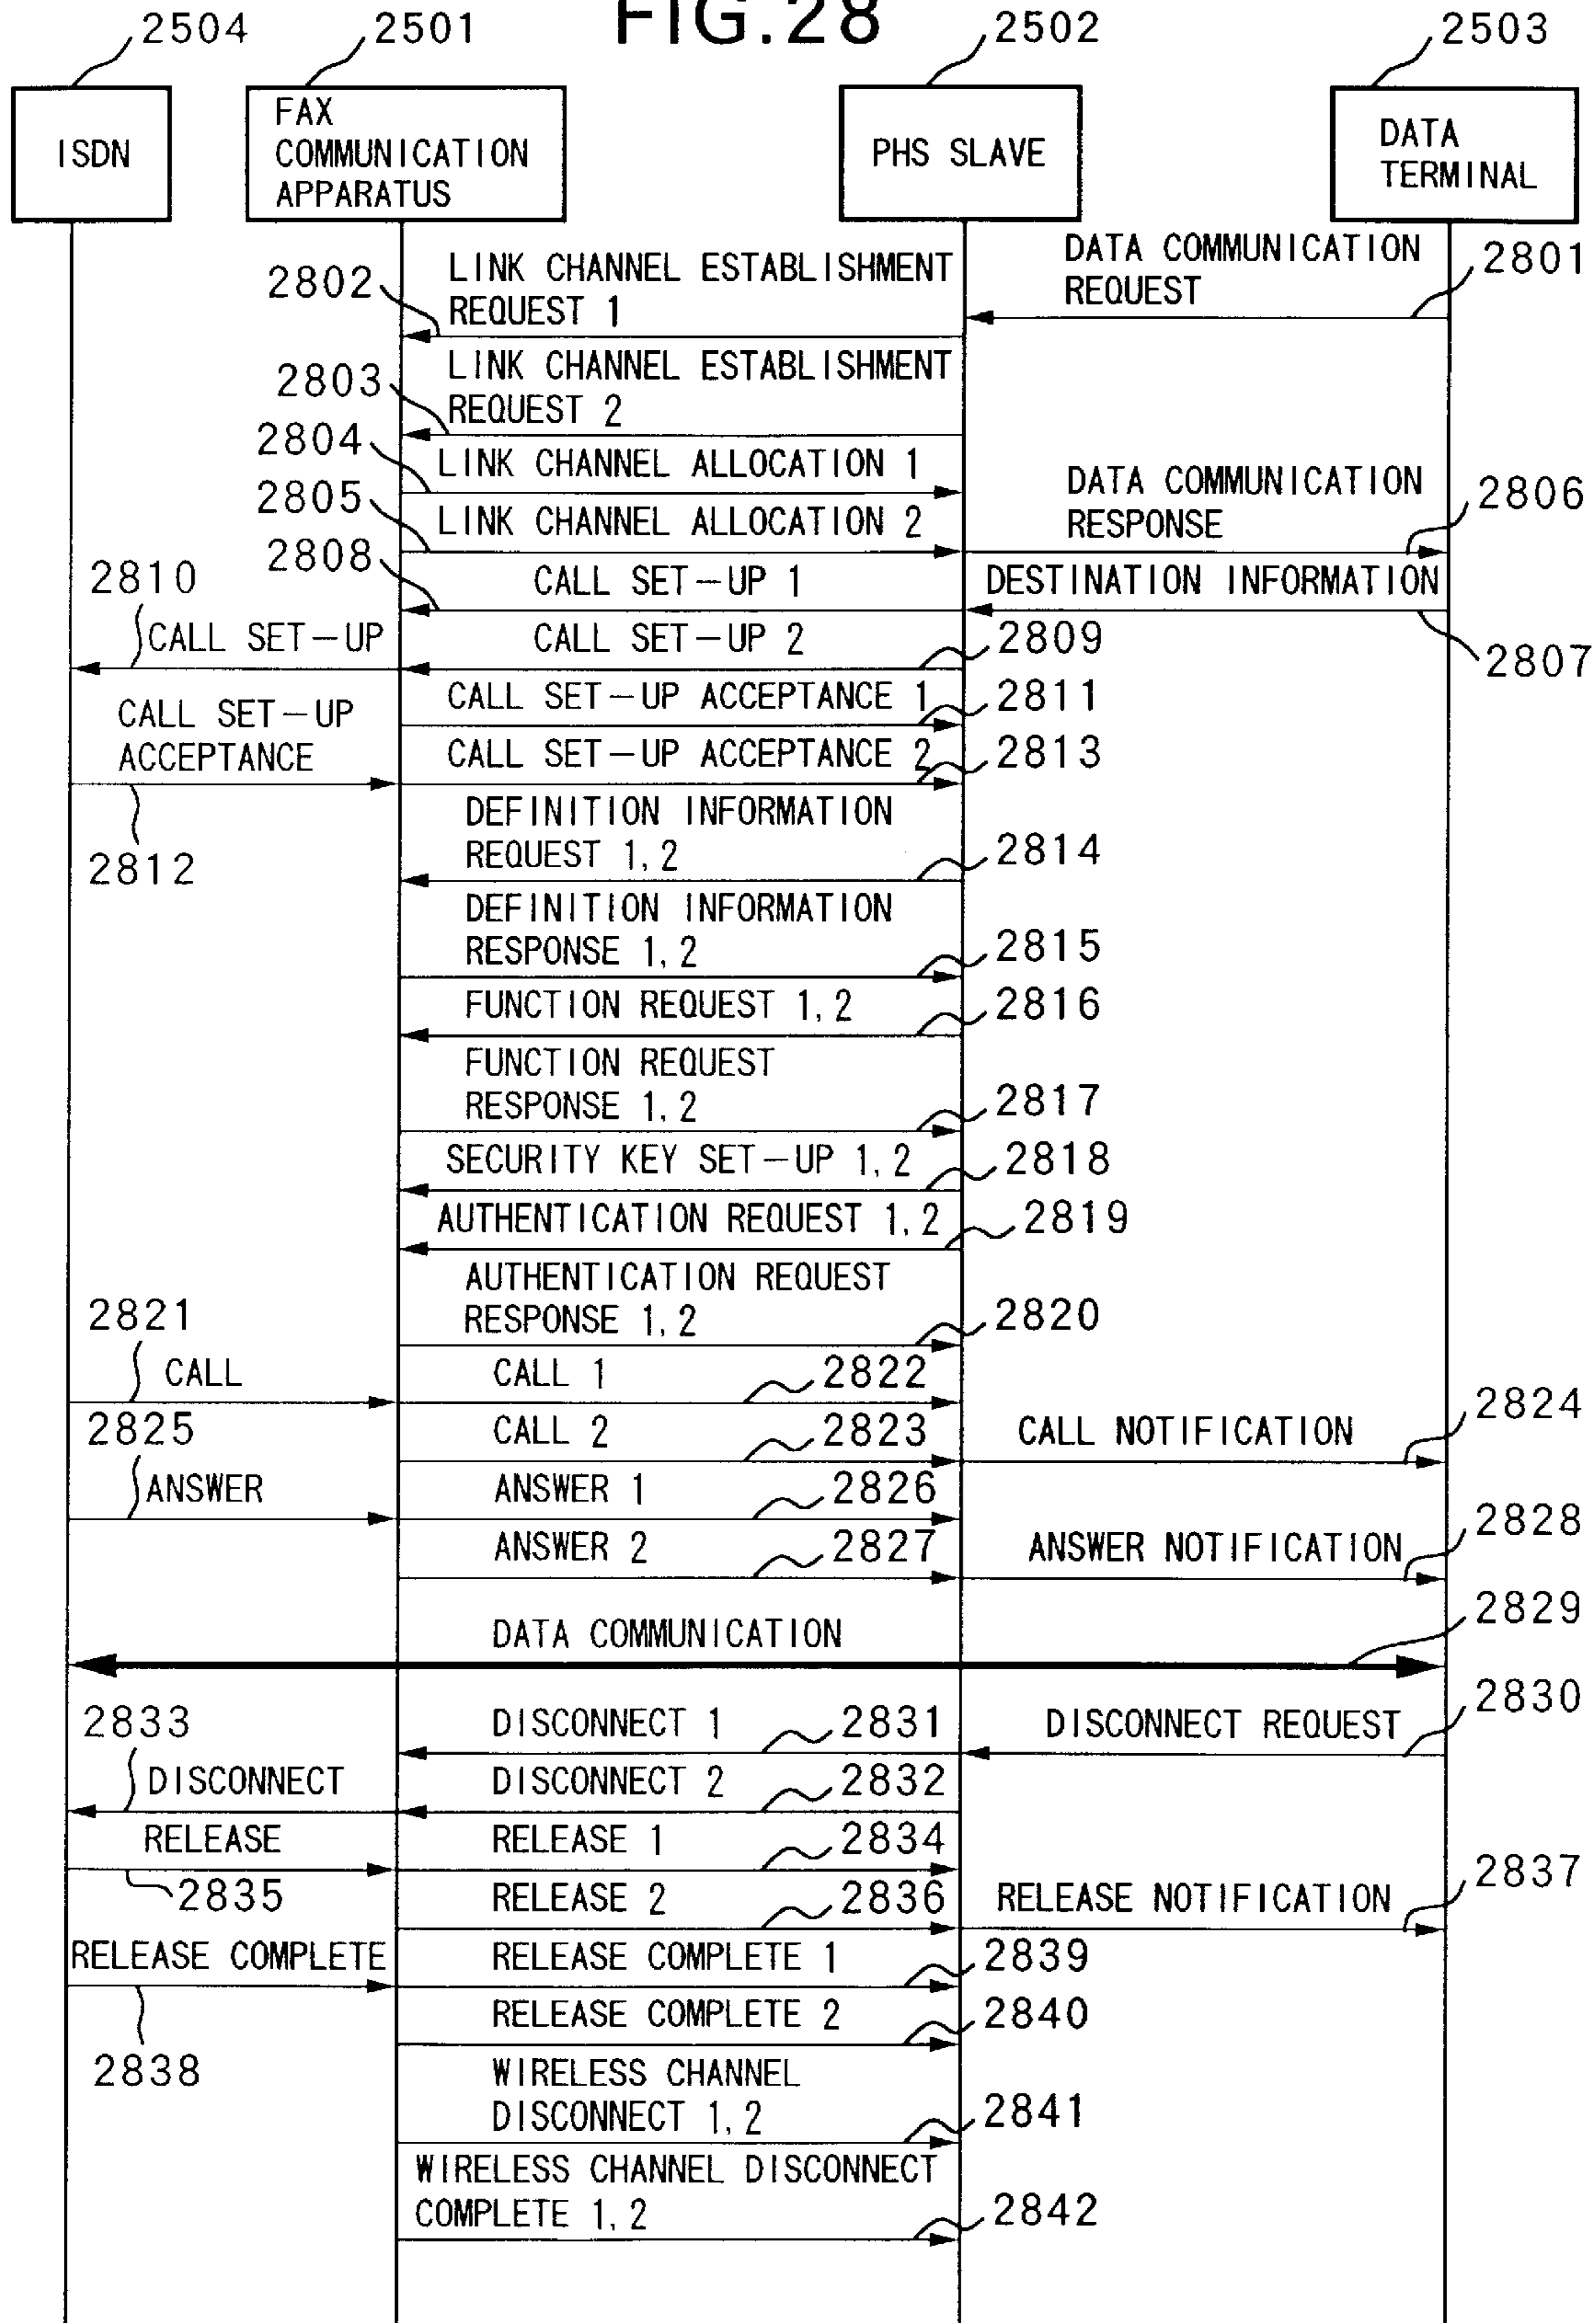 FIG.28
2504
2501
2502
2503
ISDN
FAX
COMMUNICATION
APPARATUS
PHS SLAVE
DATA
TERMINAL
DATA COMMUNICATION
REQUEST
2801
2802
LINK CHANNEL ESTABLISHMENT
REQUEST 1
2803
LINK CHANNEL ESTABLISHMENT
REQUEST 2
2804
LINK CHANNEL ALLOCATION 1
2805
LINK CHANNEL ALLOCATION 2
DATA COMMUNICATION
RESPONSE
2806
2808
CALL SET-UP 1
DESTINATION INFORMATION
2807
2810
CALL SET-UP
CALL SET-UP 2
2809
CALL SET-UP ACCEPTANCE 1
2811
CALL SET-UP
ACCEPTANCE
2812
CALL SET-UP ACCEPTANCE 2
2813
DEFINITION INFORMATION
REQUEST 1,2
2814
DEFINITION INFORMATION
RESPONSE 1,2
2815
FUNCTION REQUEST 1,2
2816
FUNCTION REQUEST
RESPONSE 1,2
2817
SECURITY KEY SET-UP 1,2
2818
AUTHENTICATION REQUEST 1,2
2819
AUTHENTICATION REQUEST
RESPONSE 1,2
2820
2821
CALL
CALL 1
2822
CALL 2
2823
CALL NOTIFICATION
2824
2825
ANSWER
ANSWER 1
2826
ANSWER 2
2827
ANSWER NOTIFICATION
2828
DATA COMMUNICATION
2829
DISCONNECT REQUEST
2830
DISCONNECT 1
2831
2833
DISCONNECT
DISCONNECT 2
2832
RELEASE
2835
RELEASE 1
2834
RELEASE 2
2836
RELEASE NOTIFICATION
2837
RELEASE COMPLETE
2838
RELEASE COMPLETE 1
2839
RELEASE COMPLETE 2
2840
WIRELESS CHANNEL
DISCONNECT 1,2
2841
WIRELESS CHANNEL DISCONNECT
COMPLETE 1,2
2842